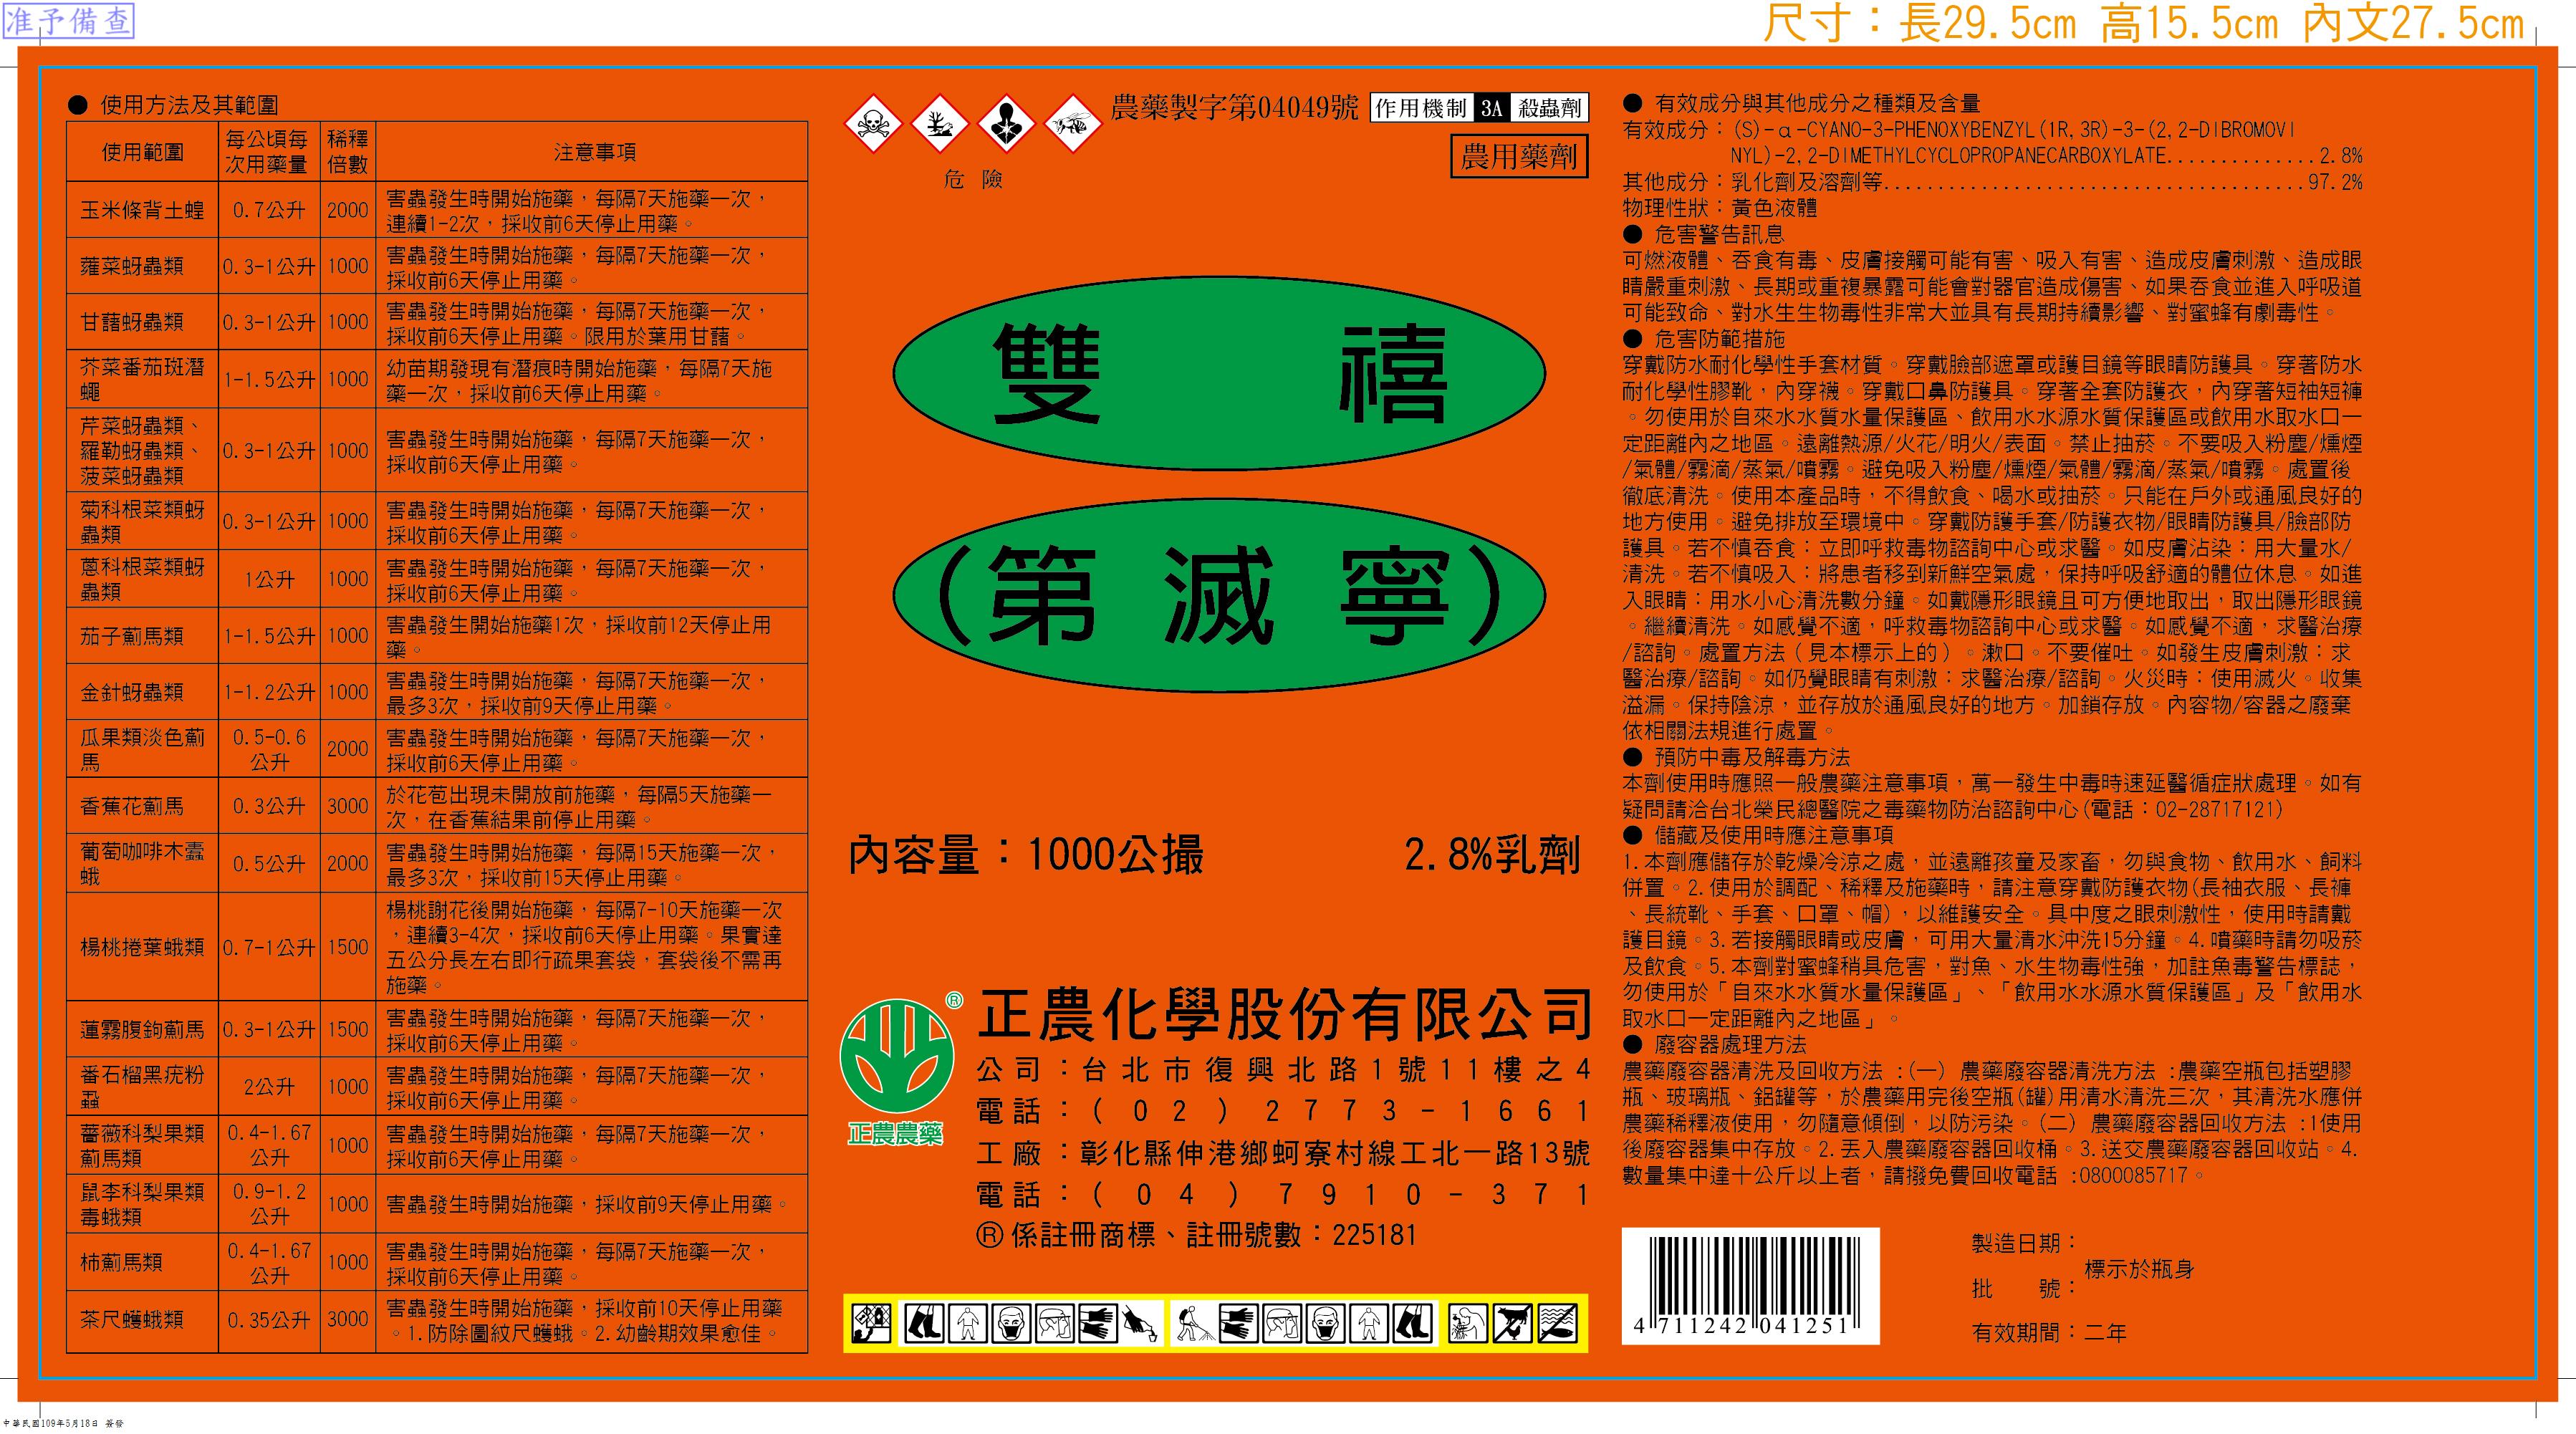 准予備查
尺寸：長29.5cm 高15.5cm 內文27.5cm
● 使用方法及其範圍
使用範圍 每公頃每次用藥量 稀釋倍數 注意事項
玉米條背土蝗 0.7公升 2000 害蟲發生時開始施藥，每隔7天施藥一次，
連續1-2次，採收前6天停止用藥。
蕹菜蚜蟲類 0.3-1公升 1000 害蟲發生時開始施藥，每隔7天施藥一次，
採收前6天停止用藥。
甘藷蚜蟲類 0.3-1公升 1000 害蟲發生時開始施藥，每隔7天施藥一次，
採收前6天停止用藥。限用於葉用甘藷。
芥菜番茄斑潛蠅 1-1.5公升 1000 幼苗期發現有潛痕時開始施藥，每隔7天施
藥一次，採收前6天停止用藥。
芹菜蚜蟲類、
羅勒蚜蟲類、
菠菜蚜蟲類 0.3-1公升 1000 害蟲發生時開始施藥，每隔7天施藥一次，
採收前6天停止用藥。
菊科根菜類蚜蟲類 0.3-1公升 1000 害蟲發生時開始施藥，每隔7天施藥一次，
採收前6天停止用藥。
蔥科根菜類蚜蟲類 1公升 1000 害蟲發生時開始施藥，每隔7天施藥一次，
採收前6天停止用藥。
茄子薊馬類 1-1.5公升 1000 害蟲發生開始施藥1次，採收前12天停止用
藥。
金針蚜蟲類 1-1.2公升 1000 害蟲發生時開始施藥，每隔7天施藥一次，
最多3次，採收前9天停止用藥。
瓜果類淡色薊馬 0.5-0.6公升 2000 害蟲發生時開始施藥，每隔7天施藥一次，
採收前6天停止用藥。
香蕉花薊馬 0.3公升 3000 於花苞出現未開放前施藥，每隔5天施藥一
次，在香蕉結果前停止用藥。
葡萄咖啡木蠹蛾 0.5公升 2000 害蟲發生時開始施藥，每隔15天施藥一次，
最多3次，採收前15天停止用藥。
楊桃捲葉蛾類 0.7-1公升 1500 楊桃謝花後開始施藥，每隔7-10天施藥一次
，連續3-4次，採收前6天停止用藥。果實達
五公分長左右即行疏果套袋，套袋後不需再
施藥。
蓮霧腹鉤薊馬 0.3-1公升 1500 害蟲發生時開始施藥，每隔7天施藥一次，
採收前6天停止用藥。
番石榴黑疣粉蝨 2公升 1000 害蟲發生時開始施藥，每隔7天施藥一次，
採收前6天停止用藥。
薔薇科梨果類薊馬類 0.4-1.67公升 1000 害蟲發生時開始施藥，每隔7天施藥一次，
採收前6天停止用藥。
鼠李科梨果類毒蛾類 0.9-1.2公升 1000 害蟲發生時開始施藥，採收前9天停止用藥。
柿薊馬類 0.4-1.67公升 1000 害蟲發生時開始施藥，每隔7天施藥一次，
採收前6天停止用藥。
茶尺蠖蛾類 0.35公升 3000 害蟲發生時開始施藥，採收前10天停止用藥
。1.防除圖紋尺蠖蛾。2.幼齡期效果愈佳。
農藥製字第04049號 作用機制 3A 殺蟲劑
農用藥劑
危險
雙禧
（第滅寧）
內容量：1000公撮 2.8%乳劑
®
正農農藥
正農化學股份有限公司
公司：台北市復興北路1號11樓之4
電話：(02)2773-1661
工廠：彰化縣伸港鄉蚵寮村線工北一路13號
電話：(04)7910-371
®係註冊商標、註冊號數：225181
● 有效成分與其他成分之種類及含量
有效成分：(S)-α-CYANO-3-PHENOXYBENZYL(1R,3R)-3-(2,2-DIBROMOVI
NYL)-2,2-DIMETHYLCYCLOPROPANECARBOXYLATE..............2.8%
其他成分：乳化劑及溶劑等.......................................97.2%
物理性狀：黃色液體
● 危害警告訊息
可燃液體、吞食有毒、皮膚接觸可能有害、吸入有害、造成皮膚刺激、造成眼
睛嚴重刺激、長期或重複暴露可能會對器官造成傷害、如果吞食並進入呼吸道
可能致命、對水生生物毒性非常大並具有長期持續影響、對蜜蜂有劇毒性。
● 危害防範措施
穿戴防水耐化學性手套材質。穿戴臉部遮罩或護目鏡等眼睛防護具。穿著防水
耐化學性膠靴，內穿襪。穿戴口鼻防護具。穿著全套防護衣，內穿著短袖短褲
。勿使用於自來水水質水量保護區、飲用水水源水質保護區或飲用水取水口一
定距離內之地區。遠離熱源/火花/明火/表面。禁止抽菸。不要吸入粉塵/燻煙
/氣體/霧滴/蒸氣/噴霧。避免吸入粉塵/燻煙/氣體/霧滴/蒸氣/噴霧。處置後
徹底清洗。使用本產品時，不得飲食、喝水或抽菸。只能在戶外或通風良好的
地方使用。避免排放至環境中。穿戴防護手套/防護衣物/眼睛防護具/臉部防
護具。若不慎吞食：立即呼救毒物諮詢中心或求醫。如皮膚沾染：用大量水/
清洗。若不慎吸入：將患者移到新鮮空氣處，保持呼吸舒適的體位休息。如進
入眼睛：用水小心清洗數分鐘。如戴隱形眼鏡且可方便地取出，取出隱形眼鏡
。繼續清洗。如感覺不適，呼救毒物諮詢中心或求醫。如感覺不適，求醫治療
/諮詢。處置方法（見本標示上的）。漱口。不要催吐。如發生皮膚刺激：求
醫治療/諮詢。如仍覺眼睛有刺激：求醫治療/諮詢。火災時：使用滅火。收集
溢漏。保持陰涼，並存放於通風良好的地方。加鎖存放。內容物/容器之廢棄
依相關法規進行處置。
● 預防中毒及解毒方法
本劑使用時應照一般農藥注意事項，萬一發生中毒時速延醫循症狀處理。如有
疑問請洽台北榮民總醫院之毒藥物防治諮詢中心(電話：02-28717121)
● 儲藏及使用時應注意事項
1.本劑應儲存於乾燥冷涼之處，並遠離孩童及家畜，勿與食物、飲用水、飼料
併置。2.使用於調配、稀釋及施藥時，請注意穿戴防護衣物(長袖衣服、長褲
、長統靴、手套、口罩、帽)，以維護安全。具中度之眼刺激性，使用時請戴
護目鏡。3.若接觸眼睛或皮膚，可用大量清水沖洗15分鐘。4.噴藥時請勿吸菸
及飲食。5.本劑對蜜蜂稍具危害，對魚、水生物毒性強，加註魚毒警告標誌，
勿使用於「自來水水質水量保護區」、「飲用水水源水質保護區」及「飲用水
取水口一定距離內之地區」。
● 廢容器處理方法
農藥廢容器清洗及回收方法 :(一) 農藥廢容器清洗方法 :農藥空瓶包括塑膠
瓶、玻璃瓶、鋁罐等，於農藥用完後空瓶(罐)用清水清洗三次，其清洗水應併
農藥稀釋液使用，勿隨意傾倒，以防污染。(二) 農藥廢容器回收方法 :1使用
後廢容器集中存放。2.丟入農藥廢容器回收桶。3.送交農藥廢容器回收站。4.
數量集中達十公斤以上者，請撥免費回收電話 :0800085717。
4 711242 041251
製造日期：
標示於瓶身
批　　號：
有效期間：二年
中華民國109年5月18日 簽發